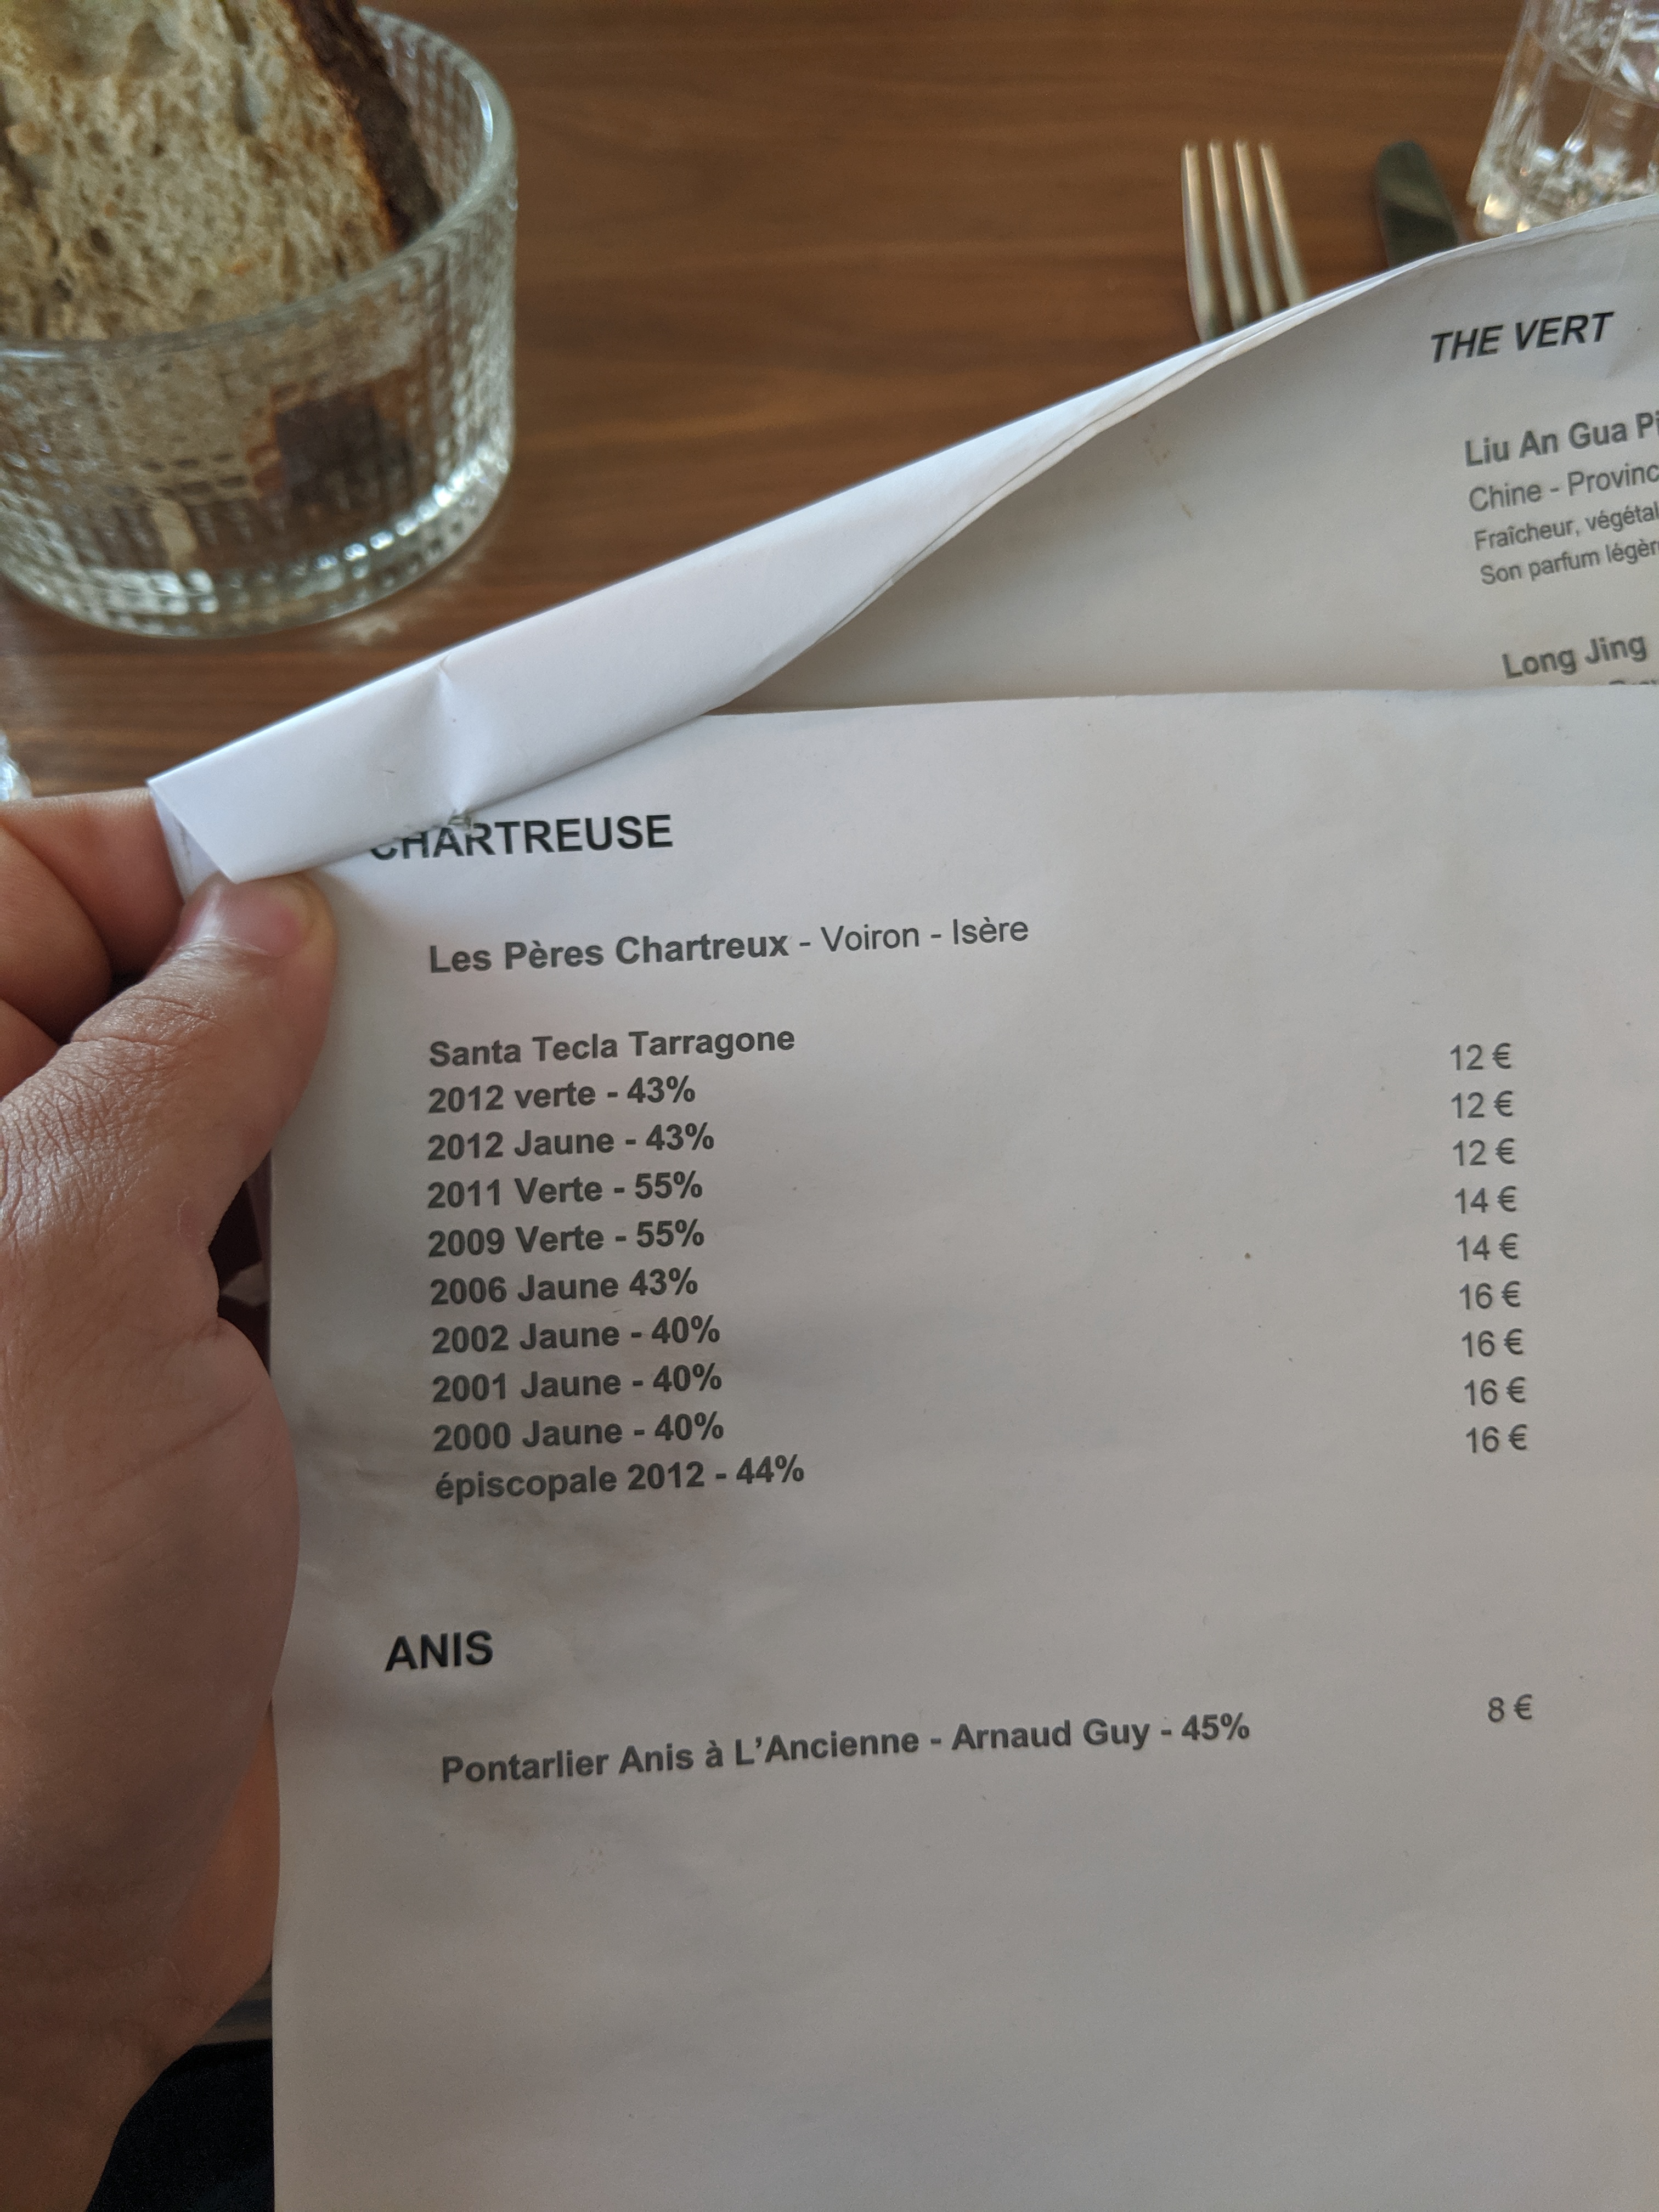 THE VERT
Liu An Gua Pi
Chine - Provinc
Fraîcheur, végétal
Son parfum légèr
Long Jing
CHARTREUSE
Les Pères Chartreux - Voiron - Isère
Santa Tecla Tarragone
2012 verte - 43% 12 €
2012 Jaune - 43% 12 €
2011 Verte - 55% 12 €
2009 Verte - 55% 14 €
2006 Jaune 43% 14 €
2002 Jaune - 40% 16 €
2001 Jaune - 40% 16 €
2000 Jaune - 40% 16 €
épiscopale 2012 - 44% 16 €
ANIS
Pontarlier Anis à L'Ancienne - Arnaud Guy - 45% 8 €